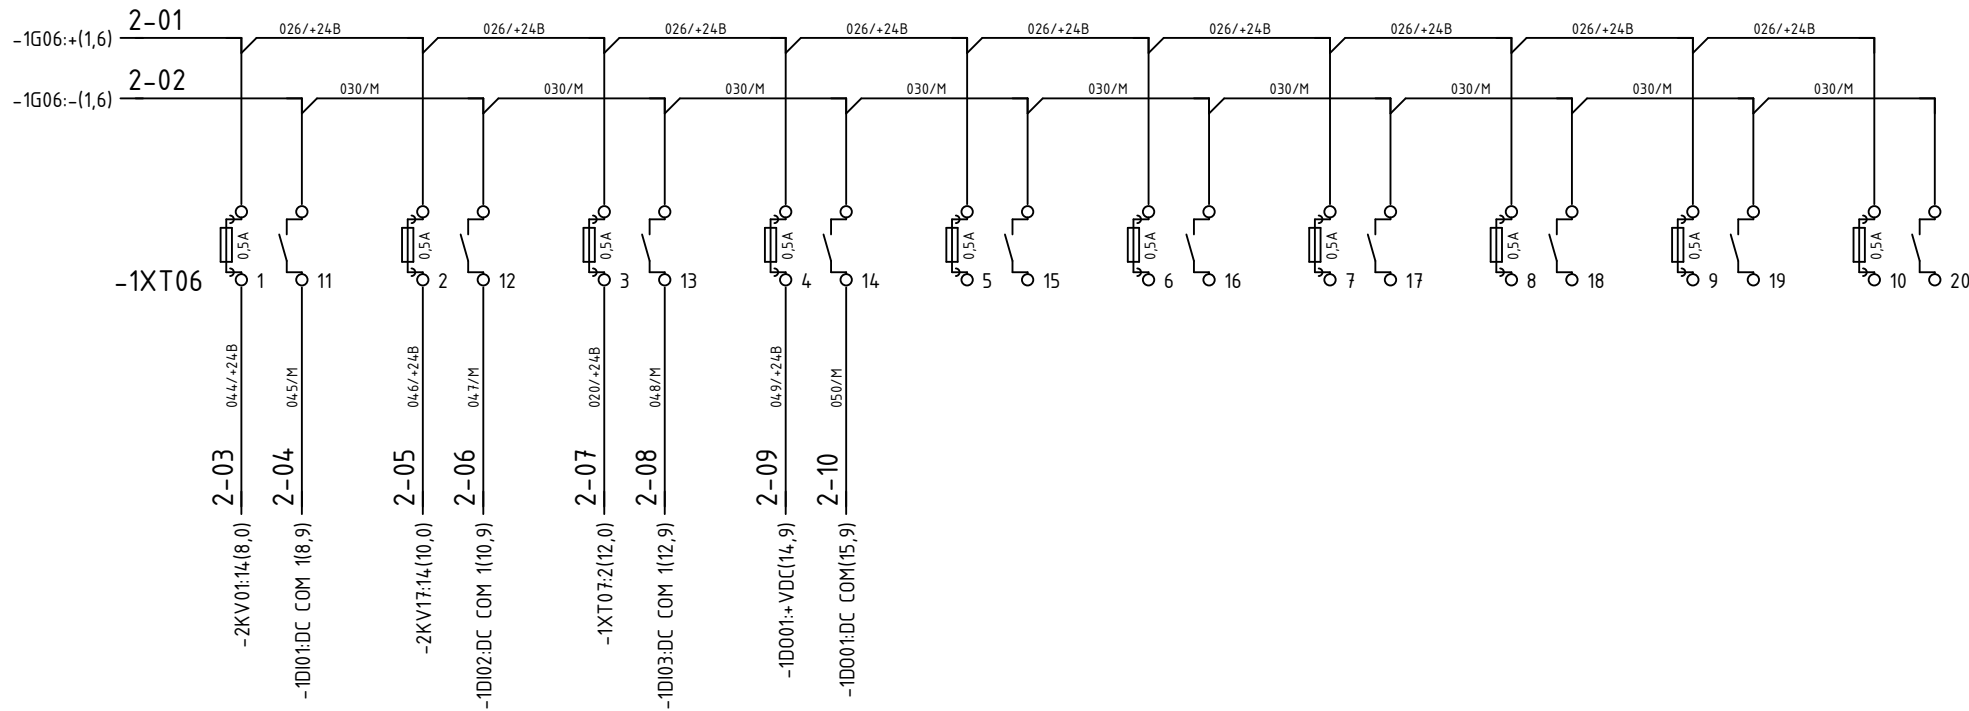 2-01
-1G06:+(1,6)
026/+24B 026/+24B 026/+24B 026/+24B 026/+24B 026/+24B 026/+24B 026/+24B 026/+24B
2-02
-1G06:-(1,6)
030/M 030/M 030/M 030/M 030/M 030/M 030/M 030/M 030/M
0,5A 0,5A 0,5A 0,5A 0,5A 0,5A 0,5A 0,5A 0,5A 0,5A
-1XT06 1 11 2 12 3 13 4 14 5 15 6 16 7 17 8 18 9 19 10 20
044/+24B
045/M
046/+24B
047/M
020/+24B
048/M
049/+24B
050/M
2-03
2-04
2-05
2-06
2-07
2-08
2-09
2-10
-2KV01:14(8,0)
-1DI01:DC COM 1(8,9)
-2KV17:14(10,0)
-1DI02:DC COM 1(10,9)
-1XT07:2(12,0)
-1DI03:DC COM 1(12,9)
-1DO01:+VDC(14,9)
-1DO01:DC COM(15,9)